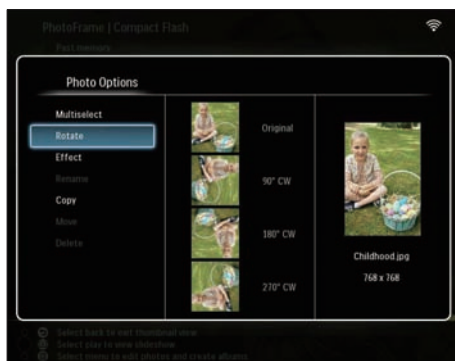 PhotoFrame | Compact Flash
Past memory
Photo Options
Multiselect
Rotate
Effect
Rename
Copy
Move
Delete
Original
90° CW
180° CW
270° CW
Childhood.jpg
768 x 768
Select back to exit thumbnail view
Select play to view slideshow
Select menu to edit photos and create albums